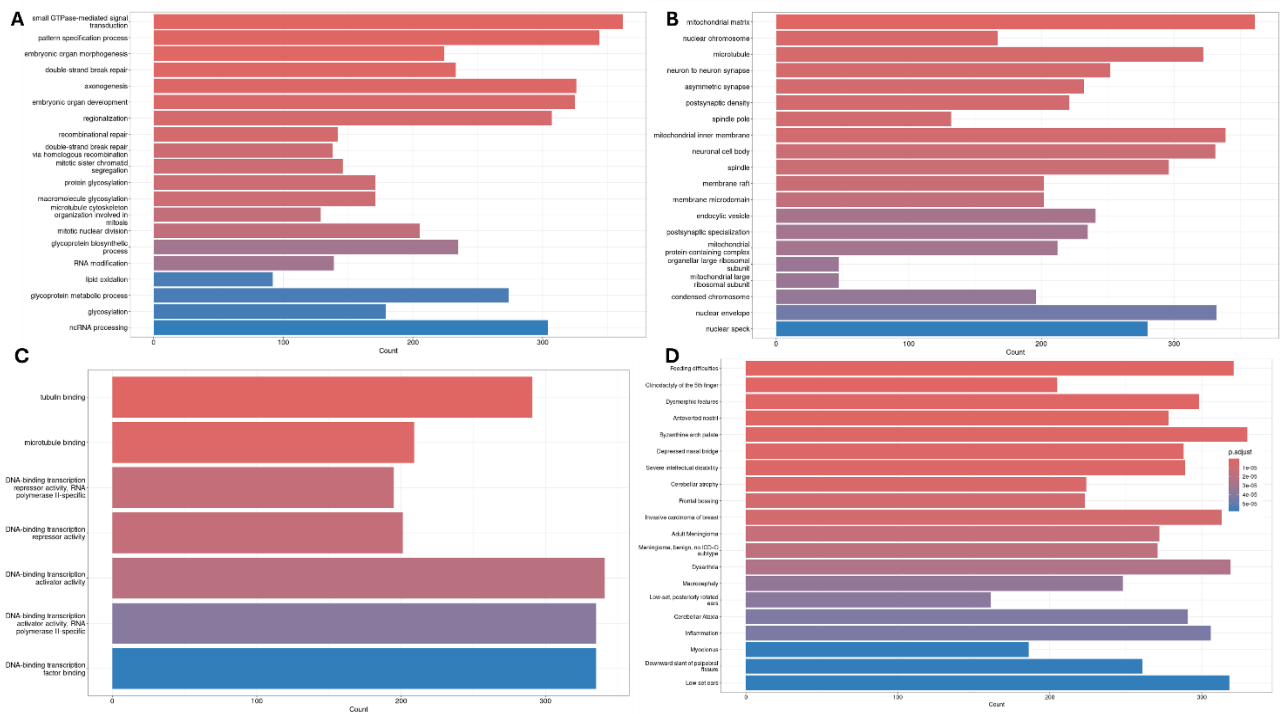 A
small GTPase-mediated signal
transduction
pattern specification process
embryonic organ morphogenesis
double-strand break repair
axonogenesis
embryonic organ development
regionalization
recombinational repair
double-strand break repair
via homologous recombination
mitotic sister chromatid
segregation
protein glycosylation
macromolecule glycosylation
microtubule cytoskeleton
organization involved in
mitosis
mitotic nuclear division
glycoprotein biosynthetic
process
RNA modification
lipid oxidation
glycoprotein metabolic process
glycosylation
ncRNA processing
0 100 200 300
Count
B
mitochondrial matrix
nuclear chromosome
microtubule
neuron to neuron synapse
asymmetric synapse
postsynaptic density
spindle pole
mitochondrial inner membrane
neuronal cell body
spindle
membrane raft
membrane microdomain
endocytic vesicle
postsynaptic specialization
mitochondrial
protein-containing complex
organellar large ribosomal
subunit
mitochondrial large
ribosomal subunit
condensed chromosome
nuclear envelope
nuclear speck
0 100 200 300
Count
C
tubulin binding
microtubule binding
DNA-binding transcription
repressor activity, RNA
polymerase II-specific
DNA-binding transcription
repressor activity
DNA-binding transcription
activator activity
DNA-binding transcription
activator activity, RNA
polymerase II-specific
DNA-binding transcription
factor binding
0 100 200 300
Count
D
Feeding difficulties
Clinodactyly of the 5th finger
Dysmorphic features
Anteverted nostril
Byzanthine arch palate
Depressed nasal bridge
Severe intellectual disability
Cerebellar atrophy
Frontal bossing
Invasive carcinoma of breast
Adult Meningioma
Meningioma, benign, no ICD-O
subtype
Dysarthria
Macrocephaly
Low-set, posteriorly rotated
ears
Cerebellar Ataxia
Inflammation
Myoclonus
Downward slant of palpebral
fissure
Low set ears
100 200 300
Count
p.adjust
1e-05
2e-05
3e-05
4e-05
5e-05